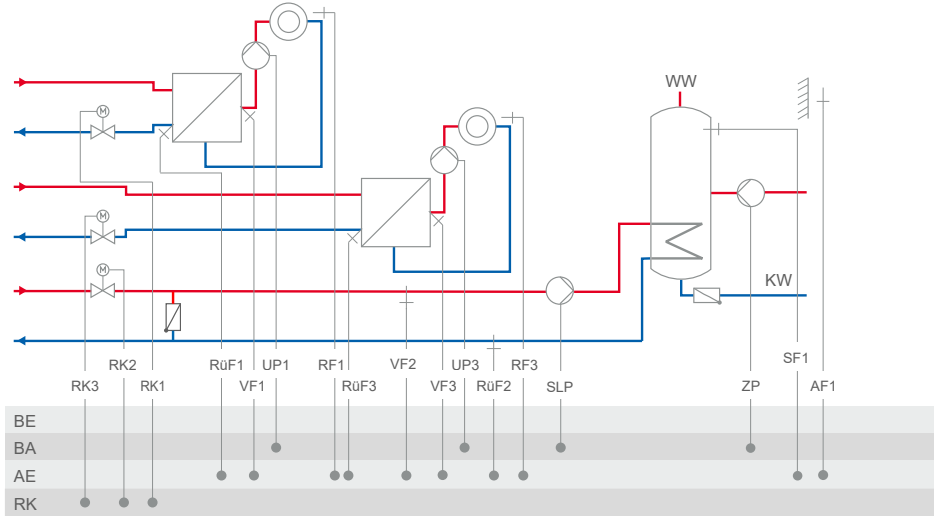 M
WW
M
M
KW
RK2 RüF1 UP1 RF1 VF2 UP3 RF3 SF1
RK3 RK1 VF1 RüF3 VF3 RüF2 SLP ZP AF1
BE
BA
AE
RK